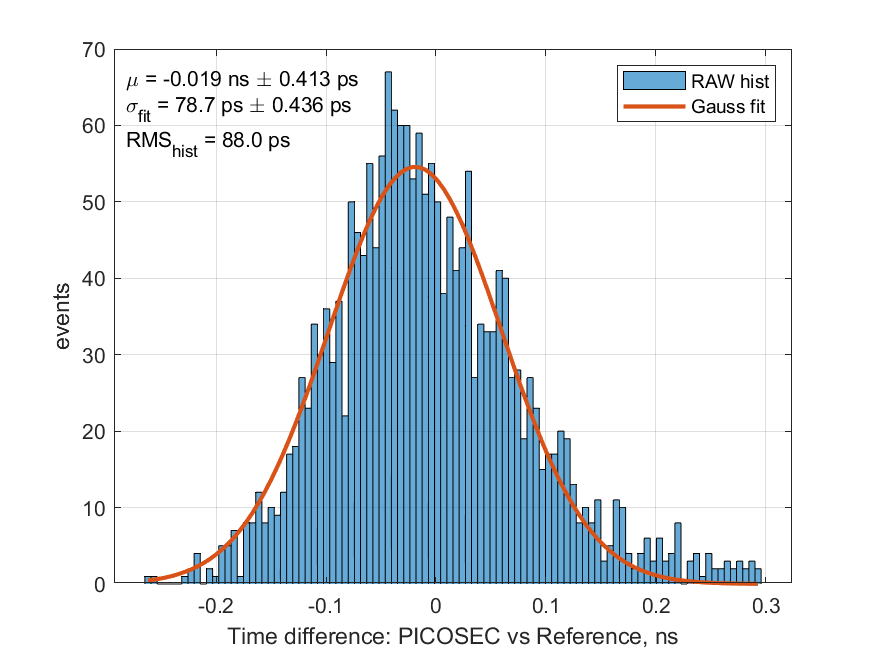 μ = -0.019 ns ± 0.413 ps
σfit = 78.7 ps ± 0.436 ps
RMShist = 88.0 ps
RAW hist
Gauss fit
70
60
50
40
30
20
10
0
events
-0.2 -0.1 0 0.1 0.2 0.3
Time difference: PICOSEC vs Reference, ns